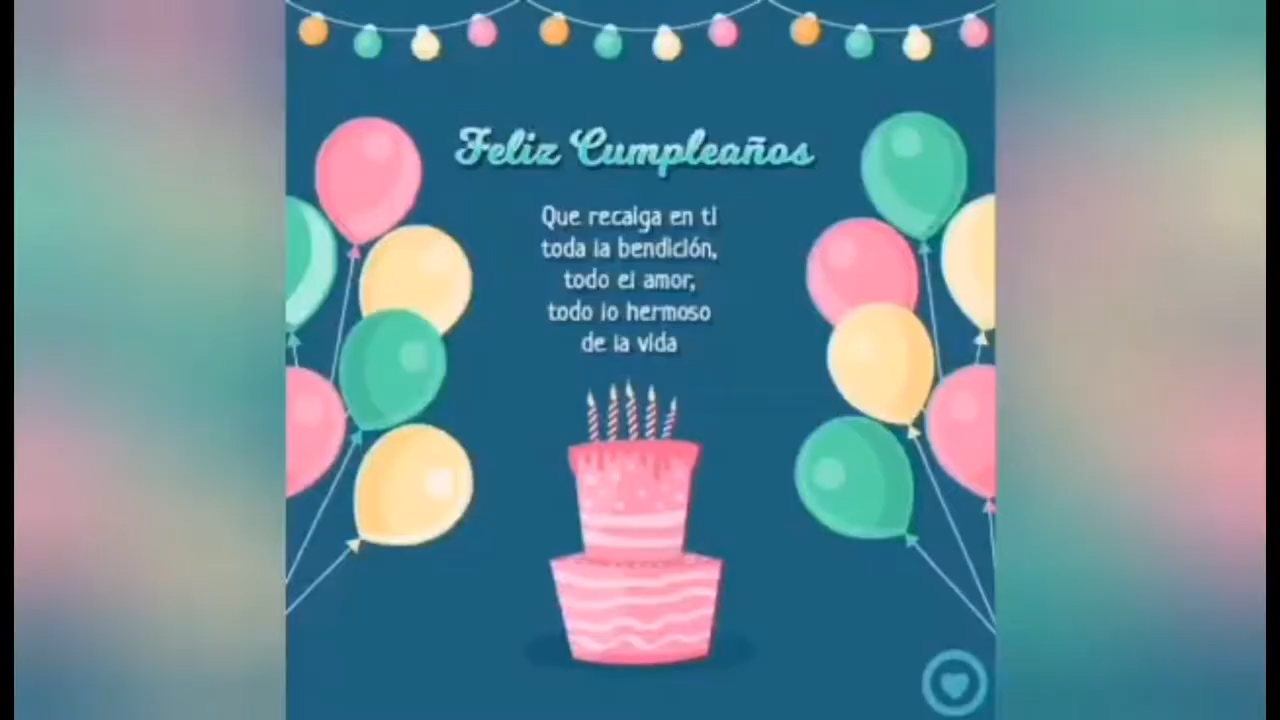 Feliz Cumpleaños
Que recaiga en ti
toda la bendición,
todo el amor,
todo lo hermoso
de la vida